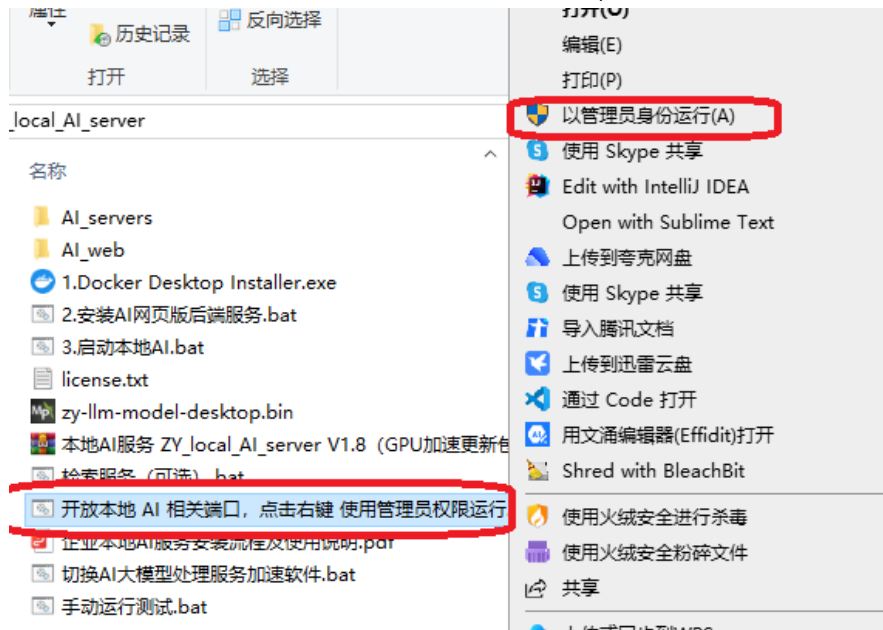 属性
历史记录
反向选择
打开
选择
_local_AI_server
名称
AI_servers
AI_web
1.Docker Desktop Installer.exe
2.安装AI网页版后端服务.bat
3.启动本地AI.bat
license.txt
zy-llm-model-desktop.bin
本地AI服务 ZY_local_AI_server V1.8（GPU加速更新包
检索服务（可选）.bat
开放本地 AI 相关端口，点击右键 使用管理员权限运行
企业本地AI服务安装流程及使用说明.pdf
切换AI大模型处理服务加速软件.bat
手动运行测试.bat
打开(O)
编辑(E)
打印(P)
以管理员身份运行(A)
使用 Skype 共享
Edit with IntelliJ IDEA
Open with Sublime Text
上传到夸克网盘
使用 Skype 共享
导入腾讯文档
上传到迅雷云盘
通过 Code 打开
用文涌编辑器(Effidit)打开
Shred with BleachBit
使用火绒安全进行杀毒
使用火绒安全粉碎文件
共享
上传或同步到WPS